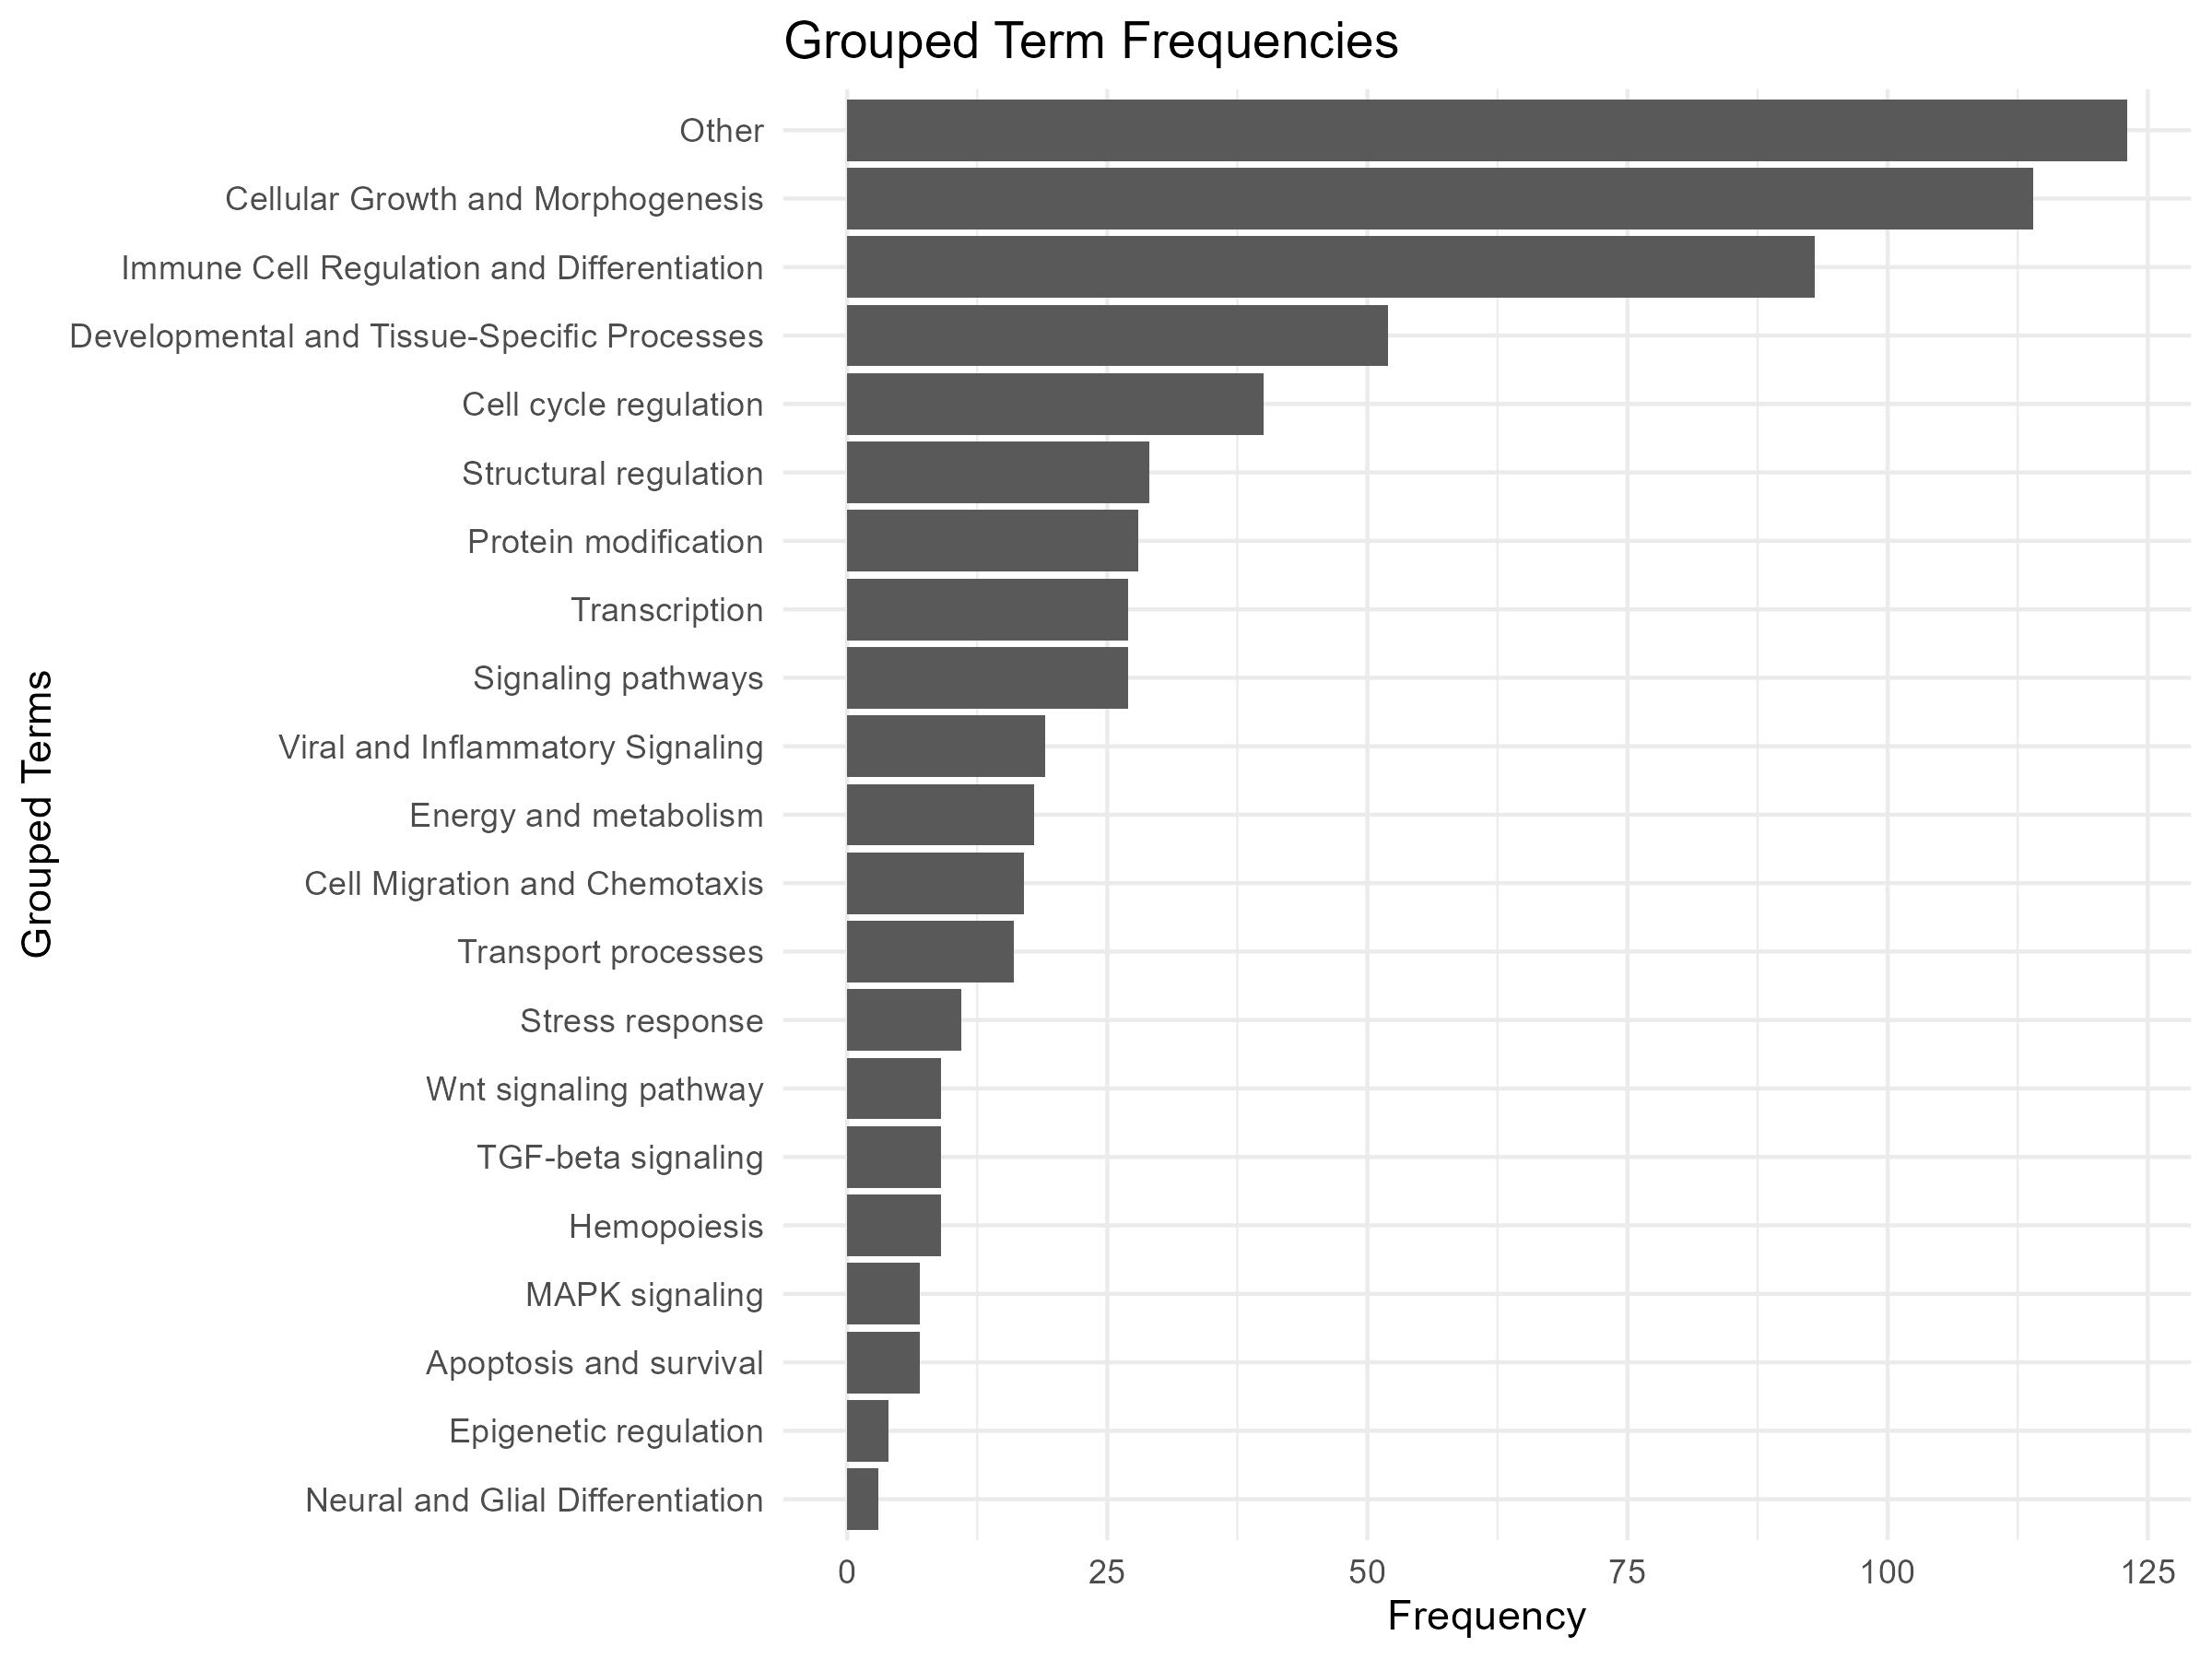 Grouped Term Frequencies
Other
Cellular Growth and Morphogenesis
Immune Cell Regulation and Differentiation
Developmental and Tissue-Specific Processes
Cell cycle regulation
Structural regulation
Protein modification
Transcription
Signaling pathways
Viral and Inflammatory Signaling
Energy and metabolism
Cell Migration and Chemotaxis
Transport processes
Stress response
Wnt signaling pathway
TGF-beta signaling
Hemopoiesis
MAPK signaling
Apoptosis and survival
Epigenetic regulation
Neural and Glial Differentiation
Grouped Terms
0 25 50 75 100 125
Frequency